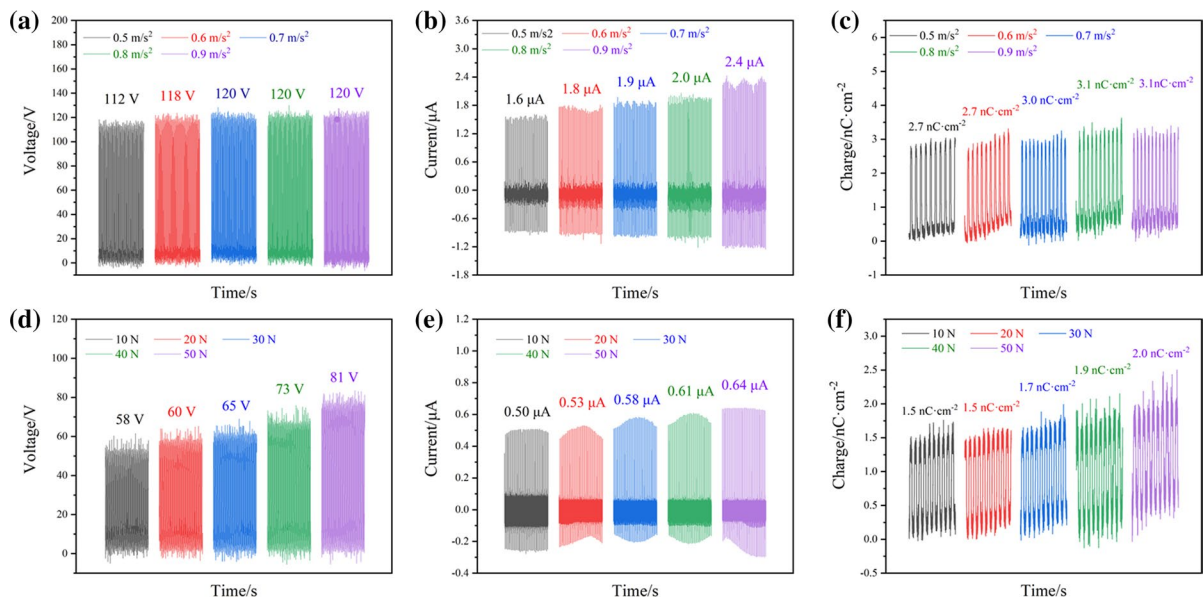 (a)
200
180
160
140
120
100
80
60
40
20
0
Voltage/V
Time/s
0.5 m/s² 0.6 m/s² 0.7 m/s²
0.8 m/s² 0.9 m/s²
112 V 118 V 120 V 120 V 120 V
(b)
3.6
3.0
2.4
1.8
1.2
0.6
0.0
-0.6
-1.2
-1.8
Current/μA
Time/s
0.5 m/s2 0.6 m/s² 0.7 m/s²
0.8 m/s² 0.9 m/s²
1.6 μA 1.8 μA 1.9 μA 2.0 μA 2.4 μA
(c)
6
5
4
3
2
1
0
-1
Charge/nC·cm⁻²
Time/s
0.5 m/s² 0.6 m/s² 0.7 m/s²
0.8 m/s² 0.9 m/s²
2.7 nC·cm⁻² 2.7 nC·cm⁻² 3.0 nC·cm⁻² 3.1 nC·cm⁻² 3.1nC·cm⁻²
(d)
120
100
80
60
40
20
0
Voltage/V
Time/s
10 N 20 N 30 N
40 N 50 N
58 V 60 V 65 V 73 V 81 V
(e)
1.2
1.0
0.8
0.6
0.4
0.2
0.0
-0.2
-0.4
Current/μA
Time/s
10 N 20 N 30 N
40 N 50 N
0.50 μA 0.53 μA 0.58 μA 0.61 μA 0.64 μA
(f)
3.0
2.5
2.0
1.5
1.0
0.5
0.0
-0.5
Charge/nC·cm⁻²
Time/s
10 N 20 N 30 N
40 N 50 N
1.5 nC·cm⁻² 1.5 nC·cm⁻² 1.7 nC·cm⁻² 1.9 nC·cm⁻² 2.0 nC·cm⁻²